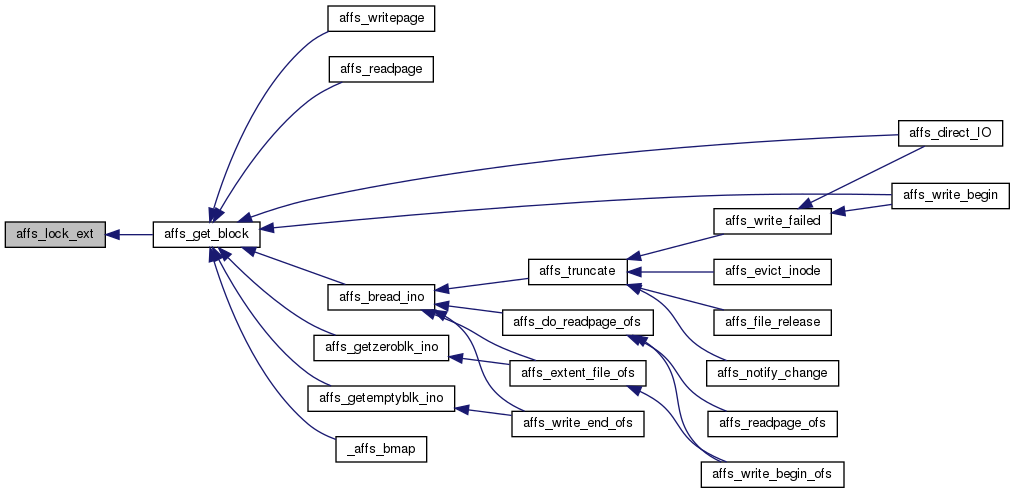 affs_writepage
affs_readpage
affs_direct_IO
affs_write_begin
affs_write_failed
affs_lock_ext
affs_get_block
affs_truncate
affs_evict_inode
affs_bread_ino
affs_do_readpage_ofs
affs_file_release
affs_getzeroblk_ino
affs_extent_file_ofs
affs_notify_change
affs_getemptyblk_ino
affs_write_end_ofs
affs_readpage_ofs
_affs_bmap
affs_write_begin_ofs